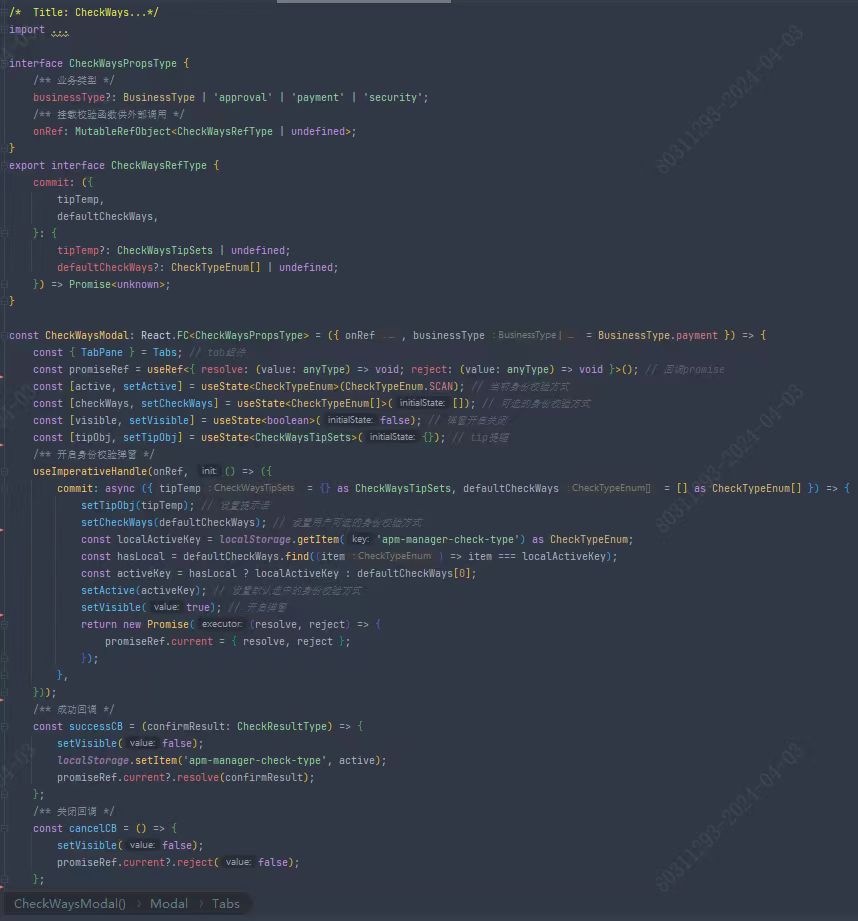 /*  Title: CheckWays...*/
import ...
interface CheckWaysPropsType {
/** 业务类型 */
businessType?: BusinessType | 'approval' | 'payment' | 'security';
/** 挂载校验函数供外部调用 */
onRef: MutableRefObject<CheckWaysRefType | undefined>;
}
export interface CheckWaysRefType {
commit: ({
tipTemp,
defaultCheckWays,
}: {
tipTemp?: CheckWaysTipSets | undefined;
defaultCheckWays?: CheckTypeEnum[] | undefined;
}) => Promise<unknown>;
}
const CheckWaysModal: React.FC<CheckWaysPropsType> = ({ onRef ... , businessType : BusinessType | ... = BusinessType.payment }) => {
const { TabPane } = Tabs; // tab组件
const promiseRef = useRef<{ resolve: (value: anyType) => void; reject: (value: anyType) => void }>(); // 回调promise
const [active, setActive] = useState<CheckTypeEnum>(CheckTypeEnum.SCAN); // 当前身份校验方式
const [checkWays, setCheckWays] = useState<CheckTypeEnum[]>( initialState: []); // 可选的身份校验方式
const [visible, setVisible] = useState<boolean>( initialState: false); // 弹窗开启关闭
const [tipObj, setTipObj] = useState<CheckWaysTipSets>( initialState: {}); // tip提醒
/** 开启身份校验弹窗 */
useImperativeHandle(onRef, init: () => ({
commit: async ({ tipTemp : CheckWaysTipSets = {} as CheckWaysTipSets, defaultCheckWays : CheckTypeEnum[] = [] as CheckTypeEnum[] }) => {
setTipObj(tipTemp); // 设置提示语
setCheckWays(defaultCheckWays); // 设置用户可选的身份校验方式
const localActiveKey = localStorage.getItem( key: 'apm-manager-check-type') as CheckTypeEnum;
const hasLocal = defaultCheckWays.find((item : CheckTypeEnum ) => item === localActiveKey);
const activeKey = hasLocal ? localActiveKey : defaultCheckWays[0];
setActive(activeKey); // 设置默认选中的身份校验方式
setVisible( value: true); // 开启弹窗
return new Promise( executor: (resolve, reject) => {
promiseRef.current = { resolve, reject };
});
},
}));
/** 成功回调 */
const successCB = (confirmResult: CheckResultType) => {
setVisible( value: false);
localStorage.setItem('apm-manager-check-type', active);
promiseRef.current?.resolve(confirmResult);
};
/** 关闭回调 */
const cancelCB = () => {
setVisible( value: false);
promiseRef.current?.reject( value: false);
};
CheckWaysModal() › Modal › Tabs
80311293-2024-04-03
80311293-2024-04-03
80311293-2024-04-03